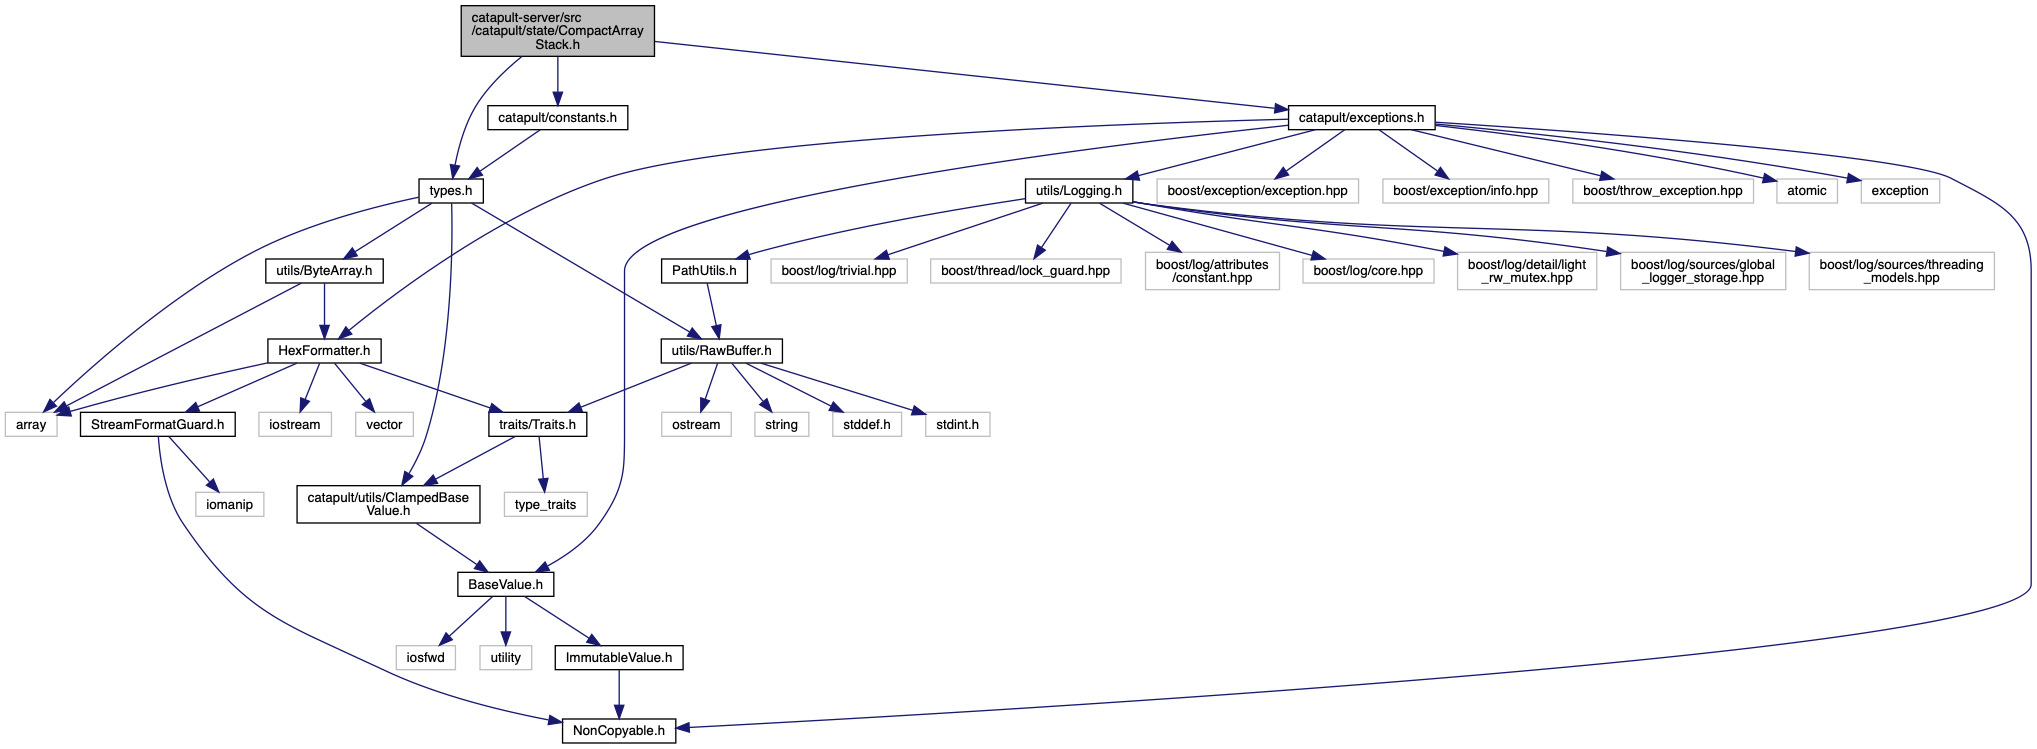 catapult-server/src
/catapult/state/CompactArray
Stack.h
catapult/constants.h
catapult/exceptions.h
types.h
utils/Logging.h
boost/exception/exception.hpp
boost/exception/info.hpp
boost/throw_exception.hpp
atomic
exception
utils/ByteArray.h
PathUtils.h
boost/log/trivial.hpp
boost/thread/lock_guard.hpp
boost/log/attributes
/constant.hpp
boost/log/core.hpp
boost/log/detail/light
_rw_mutex.hpp
boost/log/sources/global
_logger_storage.hpp
boost/log/sources/threading
_models.hpp
HexFormatter.h
utils/RawBuffer.h
array
StreamFormatGuard.h
iostream
vector
traits/Traits.h
ostream
string
stddef.h
stdint.h
iomanip
catapult/utils/ClampedBase
Value.h
type_traits
BaseValue.h
iosfwd
utility
ImmutableValue.h
NonCopyable.h